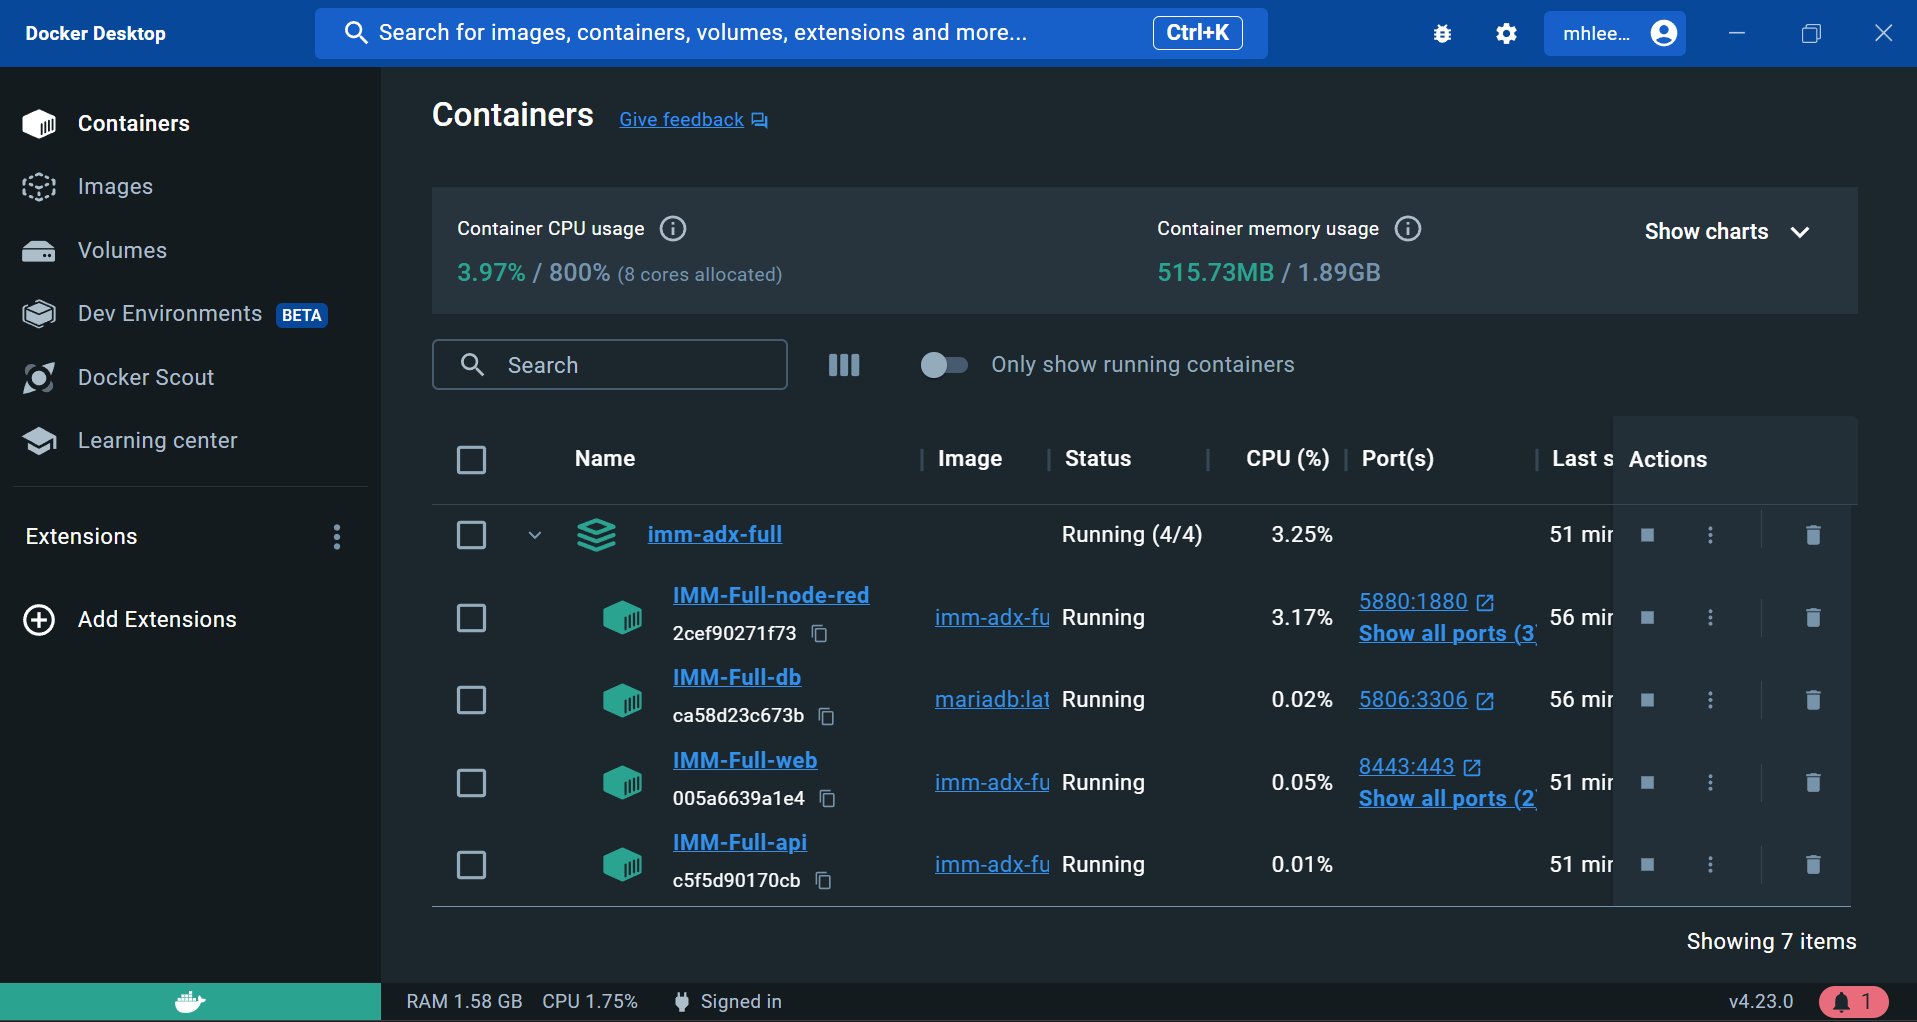 Docker Desktop
Search for images, containers, volumes, extensions and more...
Ctrl+K
mhlee...
Containers
Images
Volumes
Dev Environments BETA
Docker Scout
Learning center
Extensions
Add Extensions
Containers Give feedback
Container CPU usage
3.97% / 800% (8 cores allocated)
Container memory usage
515.73MB / 1.89GB
Show charts
Search
Only show running containers
Name Image Status CPU (%) Port(s) Last s Actions
imm-adx-full Running (4/4) 3.25% 51 min
IMM-Full-node-red
2cef90271f73
imm-adx-fu Running 3.17%
5880:1880
Show all ports (3)
56 min
IMM-Full-db
ca58d23c673b
mariadb:lat Running 0.02% 5806:3306 56 min
IMM-Full-web
005a6639a1e4
imm-adx-fu Running 0.05%
8443:443
Show all ports (2)
51 min
IMM-Full-api
c5f5d90170cb
imm-adx-fu Running 0.01% 51 min
Showing 7 items
RAM 1.58 GB CPU 1.75% Signed in
v4.23.0
1